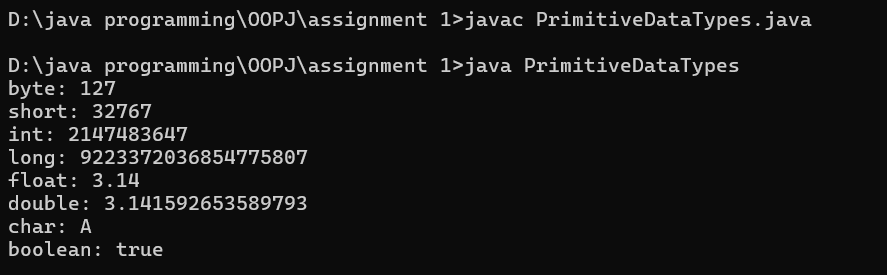 D:\java programming\OOPJ\assignment 1>javac PrimitiveDataTypes.java
D:\java programming\OOPJ\assignment 1>java PrimitiveDataTypes
byte: 127
short: 32767
int: 2147483647
long: 9223372036854775807
float: 3.14
double: 3.141592653589793
char: A
boolean: true